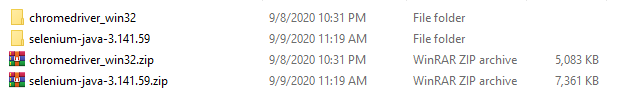 chromedriver_win32 9/8/2020 10:31 PM File folder
selenium-java-3.141.59 9/9/2020 11:19 AM File folder
chromedriver_win32.zip 9/8/2020 10:31 PM WinRAR ZIP archive 5,083 KB
selenium-java-3.141.59.zip 9/9/2020 11:19 AM WinRAR ZIP archive 7,361 KB